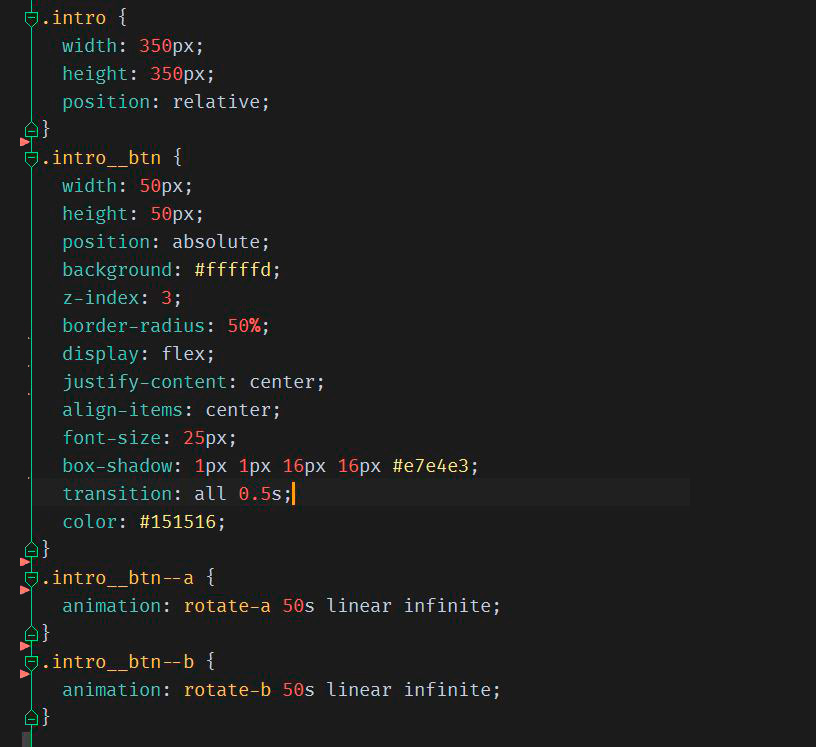 .intro {
  width: 350px;
  height: 350px;
  position: relative;
}
.intro__btn {
  width: 50px;
  height: 50px;
  position: absolute;
  background: #fffffd;
  z-index: 3;
  border-radius: 50%;
  display: flex;
  justify-content: center;
  align-items: center;
  font-size: 25px;
  box-shadow: 1px 1px 16px 16px #e7e4e3;
  transition: all 0.5s;
  color: #151516;
}
.intro__btn--a {
  animation: rotate-a 50s linear infinite;
}
.intro__btn--b {
  animation: rotate-b 50s linear infinite;
}